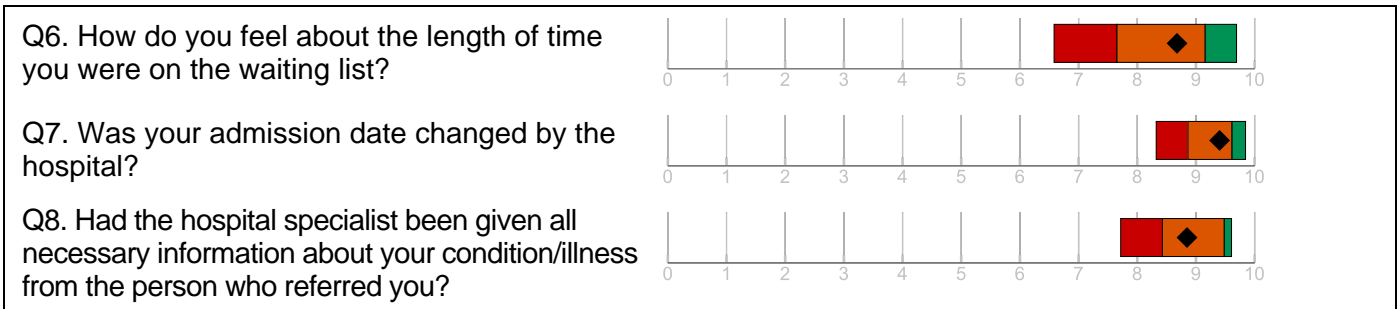 Q6. How do you feel about the length of time
you were on the waiting list?
0 1 2 3 4 5 6 7 8 9 10
Q7. Was your admission date changed by the
hospital?
0 1 2 3 4 5 6 7 8 9 10
Q8. Had the hospital specialist been given all
necessary information about your condition/illness
from the person who referred you?
0 1 2 3 4 5 6 7 8 9 10